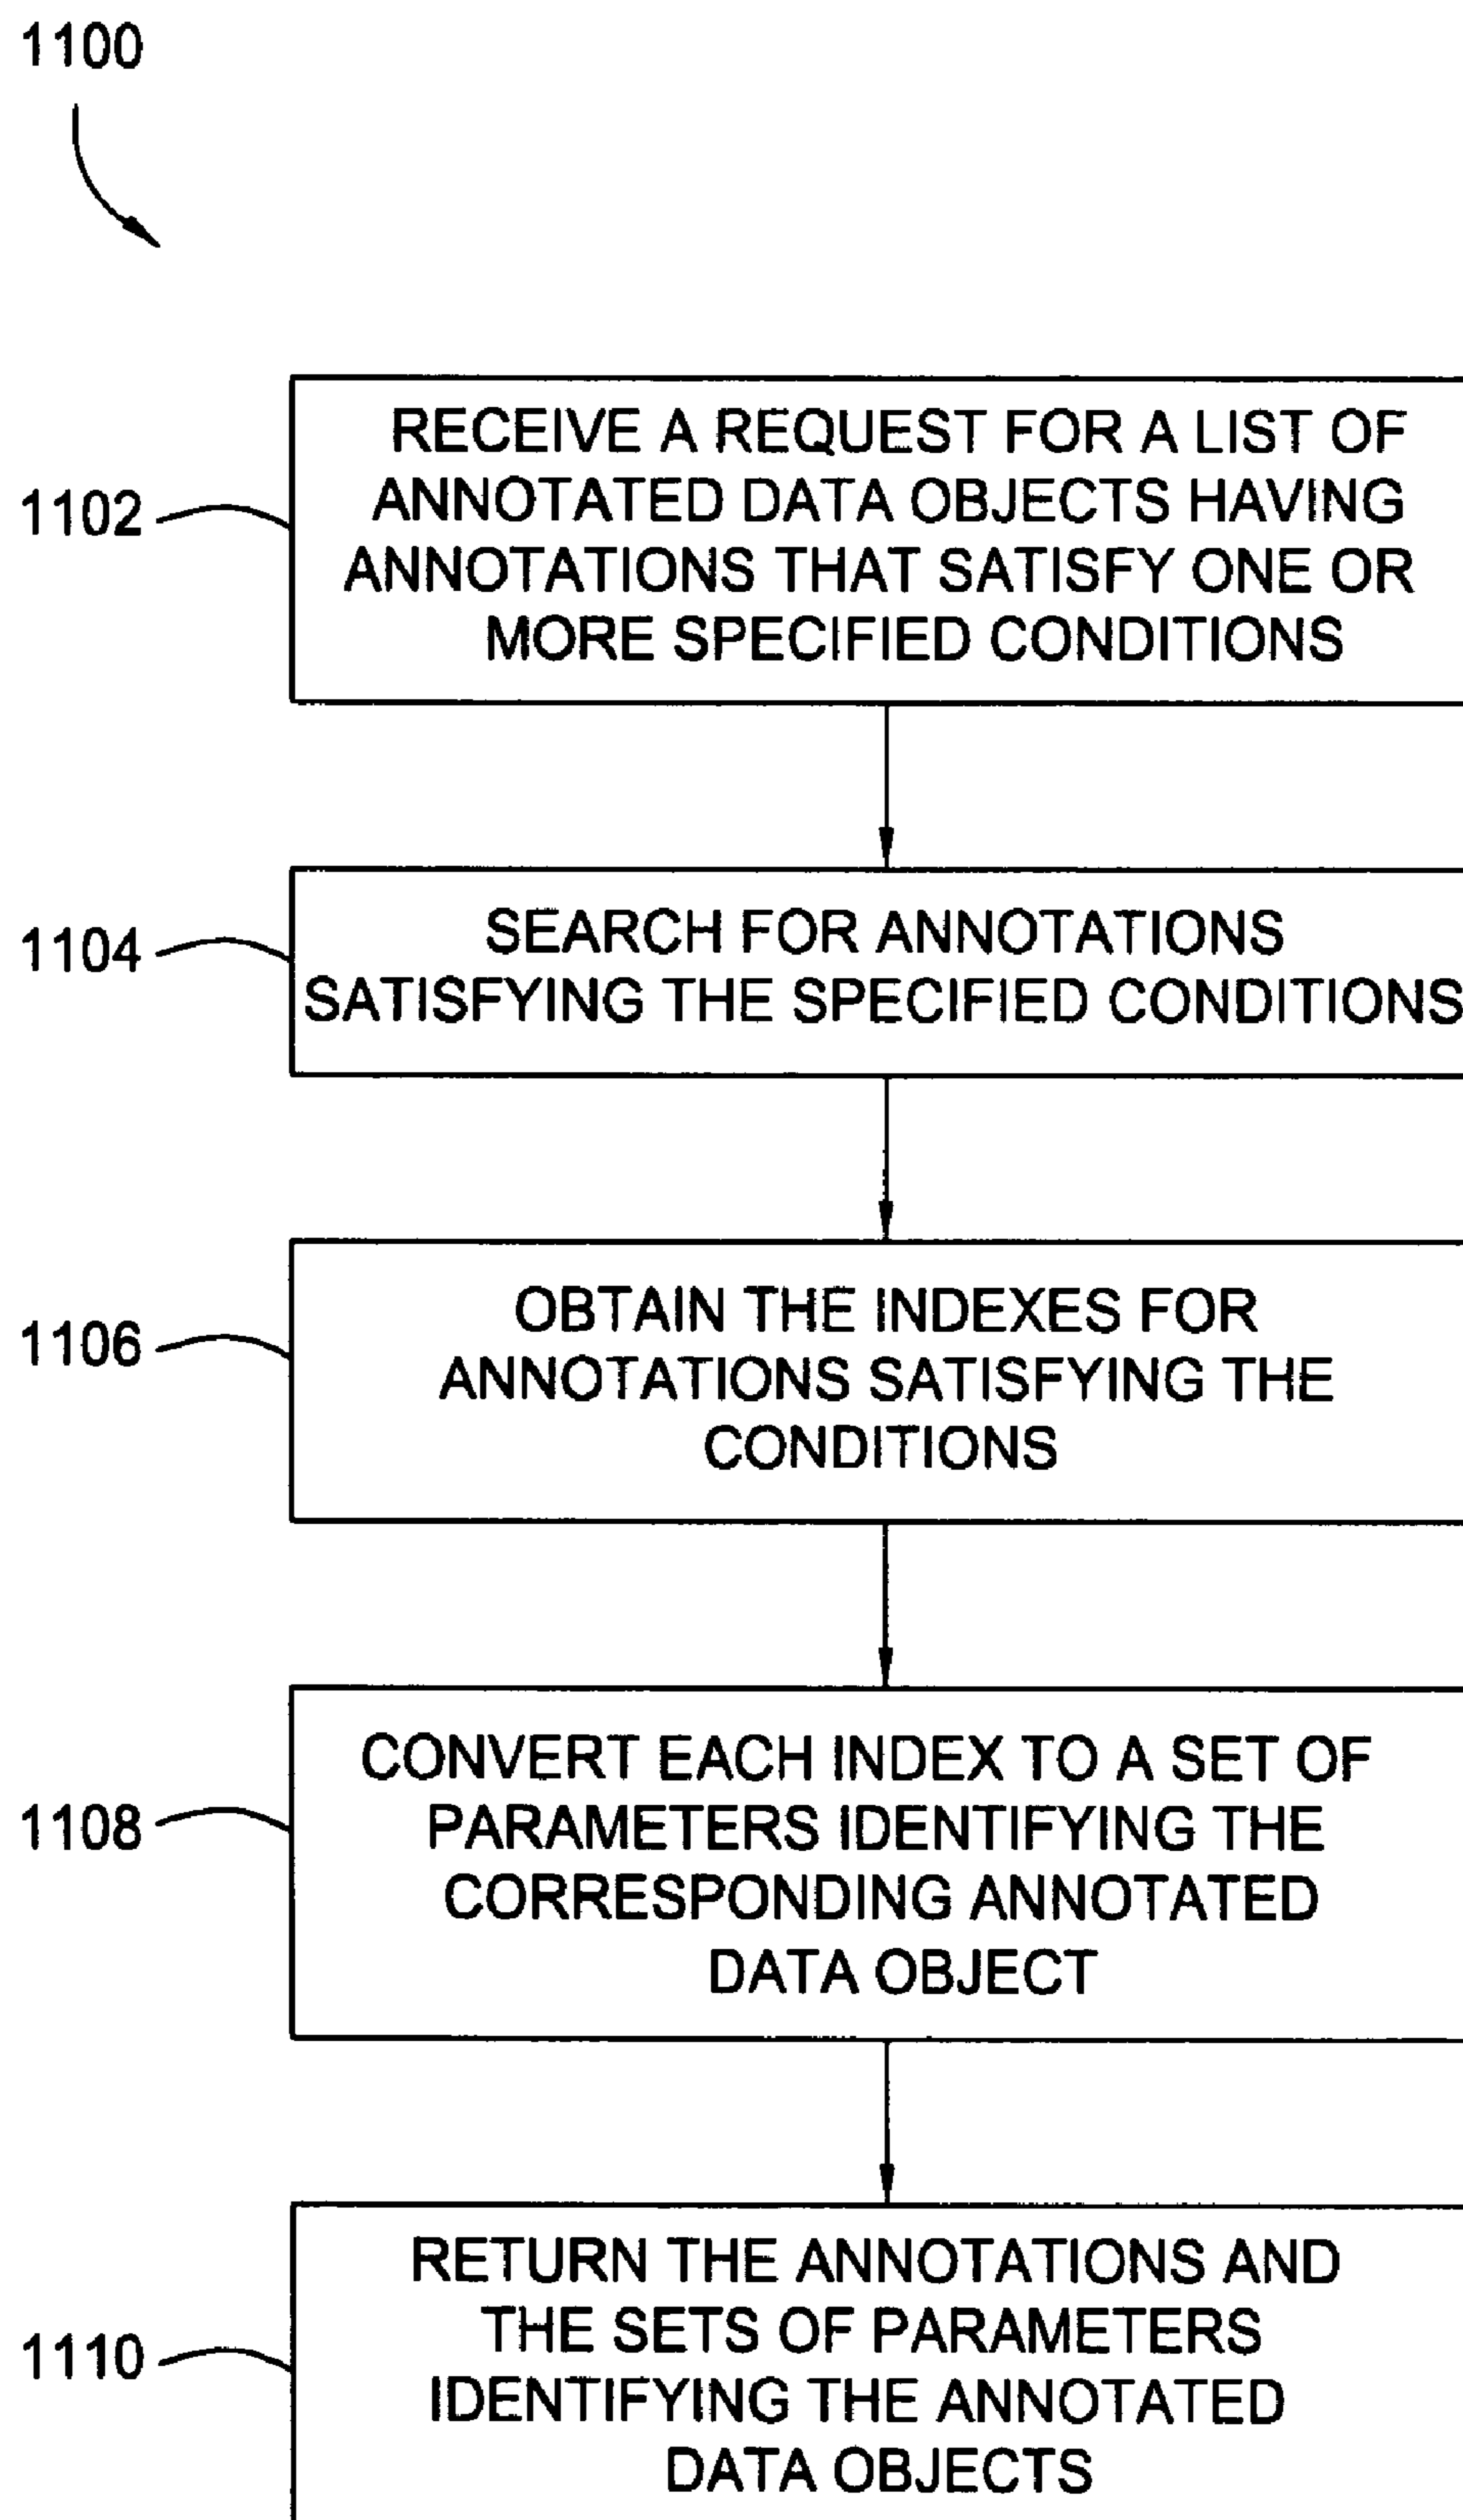 1100
1102
RECEIVE A REQUEST FOR A LIST OF
ANNOTATED DATA OBJECTS HAVING
ANNOTATIONS THAT SATISFY ONE OR
MORE SPECIFIED CONDITIONS
1104
SEARCH FOR ANNOTATIONS
SATISFYING THE SPECIFIED CONDITIONS
1106
OBTAIN THE INDEXES FOR
ANNOTATIONS SATISFYING THE
CONDITIONS
1108
CONVERT EACH INDEX TO A SET OF
PARAMETERS IDENTIFYING THE
CORRESPONDING ANNOTATED
DATA OBJECT
1110
RETURN THE ANNOTATIONS AND
THE SETS OF PARAMETERS
IDENTIFYING THE ANNOTATED
DATA OBJECTS